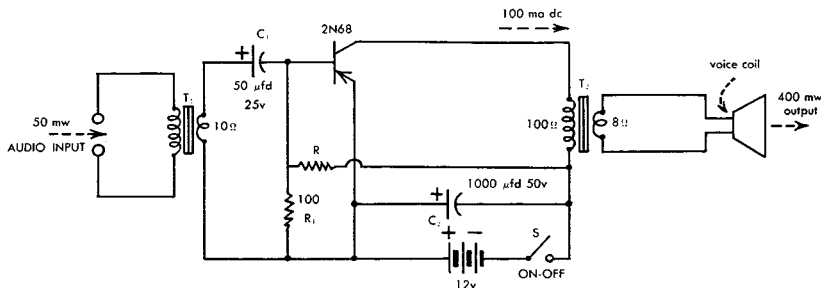 100 ma dc
C₁
+
2N68
50 μfd
25v
50 mw
AUDIO INPUT
T₁
10Ω
T₂
100Ω
8Ω
voice coil
400 mw
output
R
100
R₁
+
1000 μfd 50v
C₂
+ −
S
ON-OFF
12v